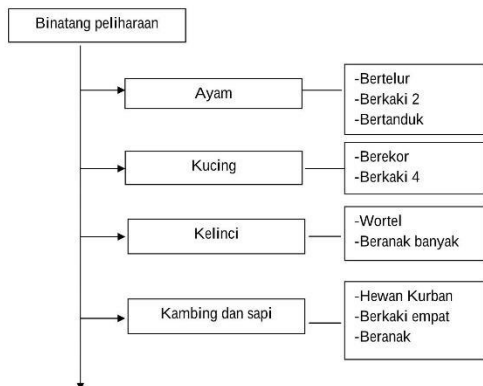 Binatang peliharaan
Ayam
-Bertelur
-Berkaki 2
-Bertanduk
Kucing
-Berekor
-Berkaki 4
Kelinci
-Wortel
-Beranak banyak
Kambing dan sapi
-Hewan Kurban
-Berkaki empat
-Beranak